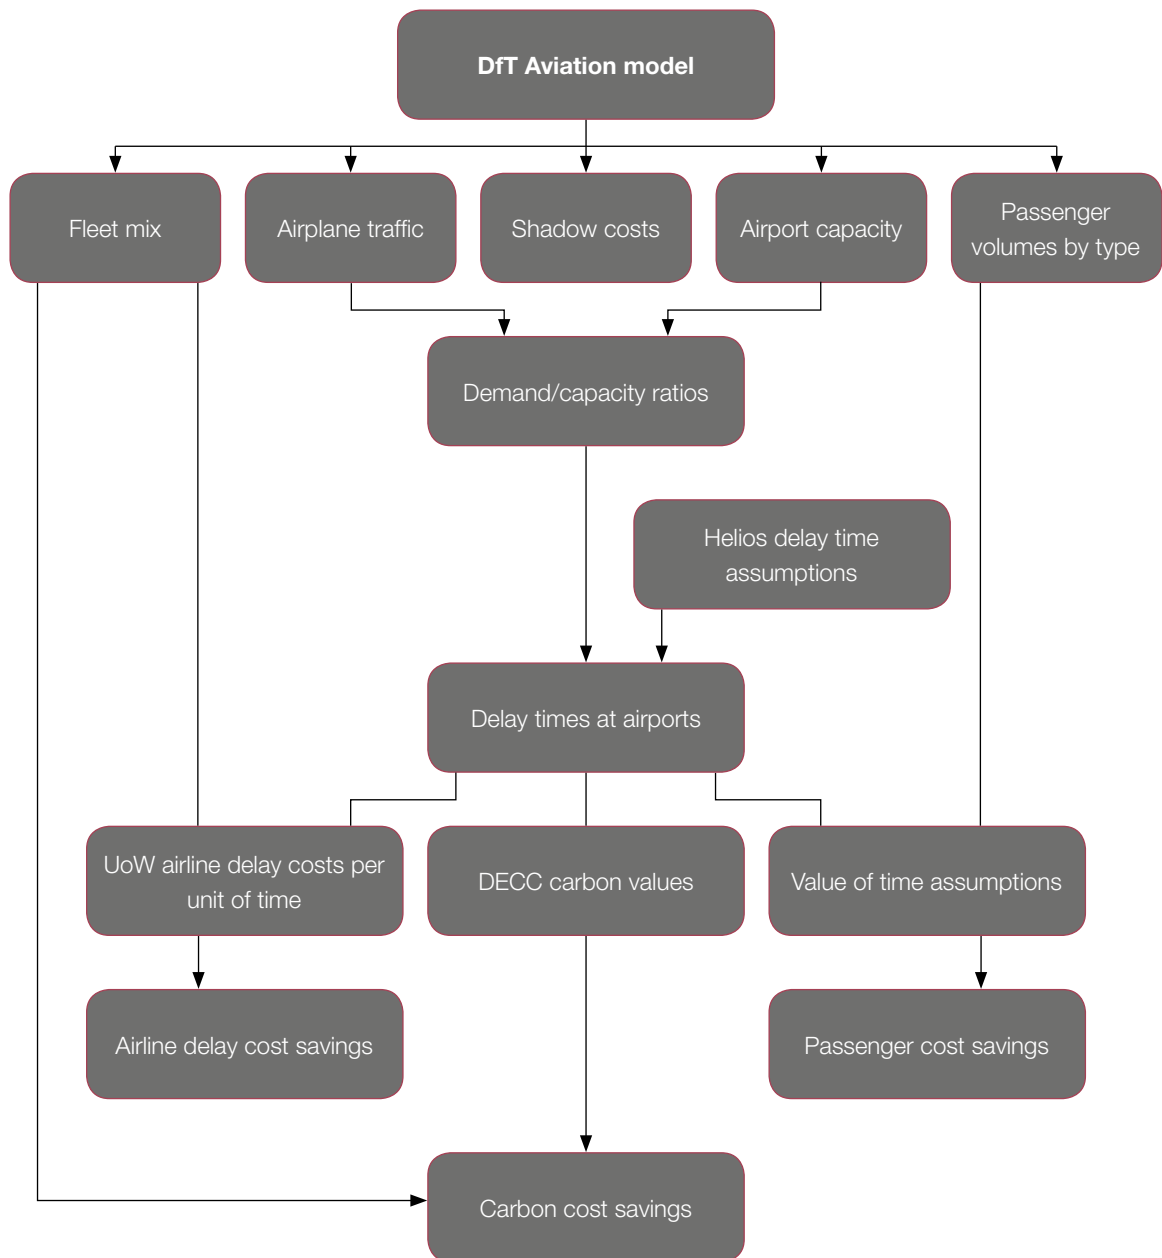 DfT Aviation model
Fleet mix
Airplane traffic
Shadow costs
Airport capacity
Passenger
volumes by type
Demand/capacity ratios
Helios delay time
assumptions
Delay times at airports
UoW airline delay costs per
unit of time
DECC carbon values
Value of time assumptions
Airline delay cost savings
Passenger cost savings
Carbon cost savings